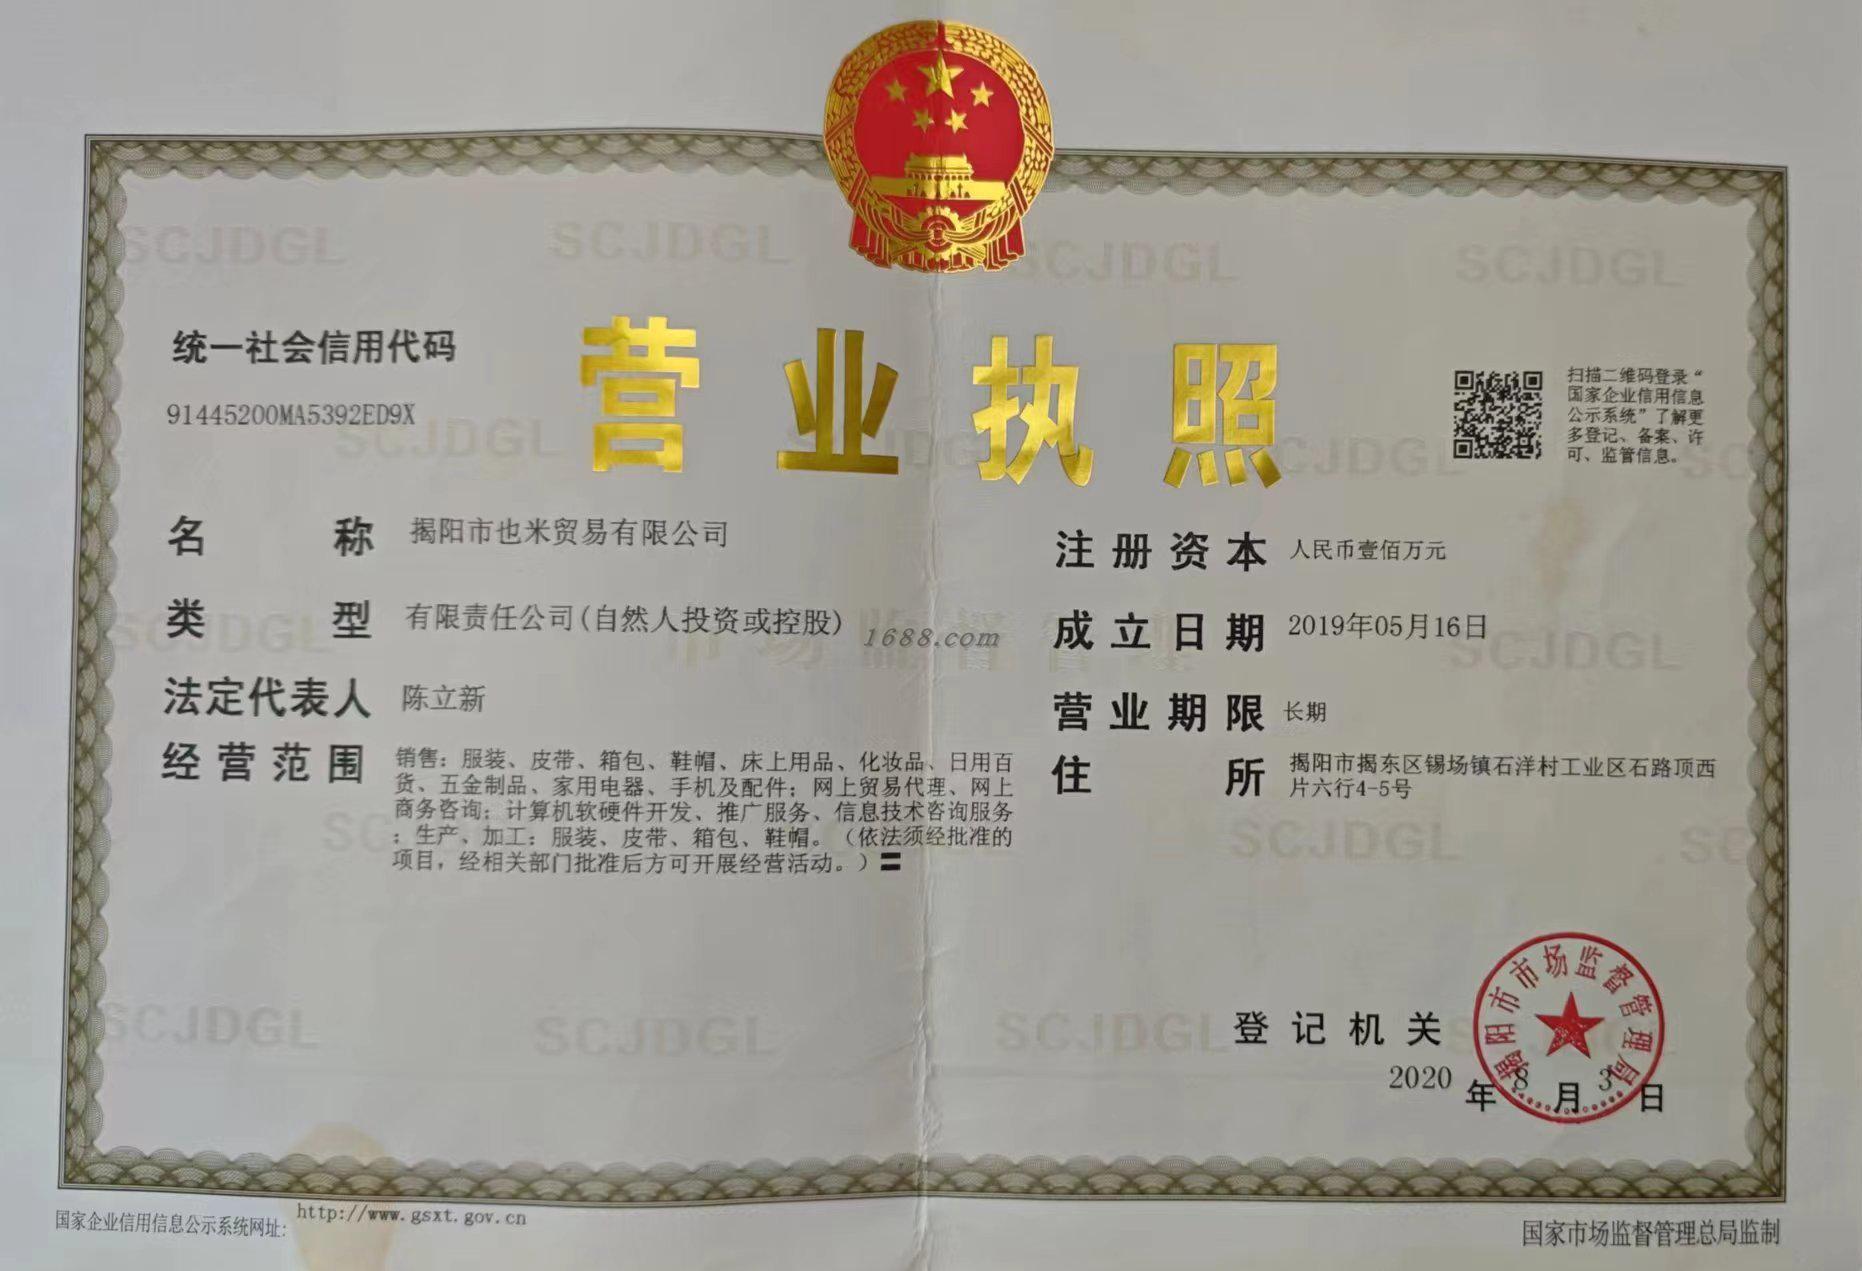 SCJDGL SCJDGL SCJDGL SCJDGL
营业执照
统一社会信用代码
91445200MA5392ED9X
扫描二维码登录“
国家企业信用信息
公示系统”了解更
多登记、备案、许
可、监管信息。
名称 揭阳市也米贸易有限公司
类型 有限责任公司(自然人投资或控股)
1688.com
法定代表人 陈立新
经营范围 销售：服装、皮带、箱包、鞋帽、床上用品、化妆品、日用百
货、五金制品、家用电器、手机及配件；网上贸易代理、网上
商务咨询；计算机软硬件开发、推广服务、信息技术咨询服务
；生产、加工：服装、皮带、箱包、鞋帽。（依法须经批准的
项目，经相关部门批准后方可开展经营活动。）〓
注册资本 人民币壹佰万元
成立日期 2019年05月16日
营业期限 长期
住所 揭阳市揭东区锡场镇石洋村工业区石路顶西
片六行4-5号
登记机关
揭阳市市场监督管理局
2020年8月3日
国家企业信用信息公示系统网址: http://www.gsxt.gov.cn
国家市场监督管理总局监制